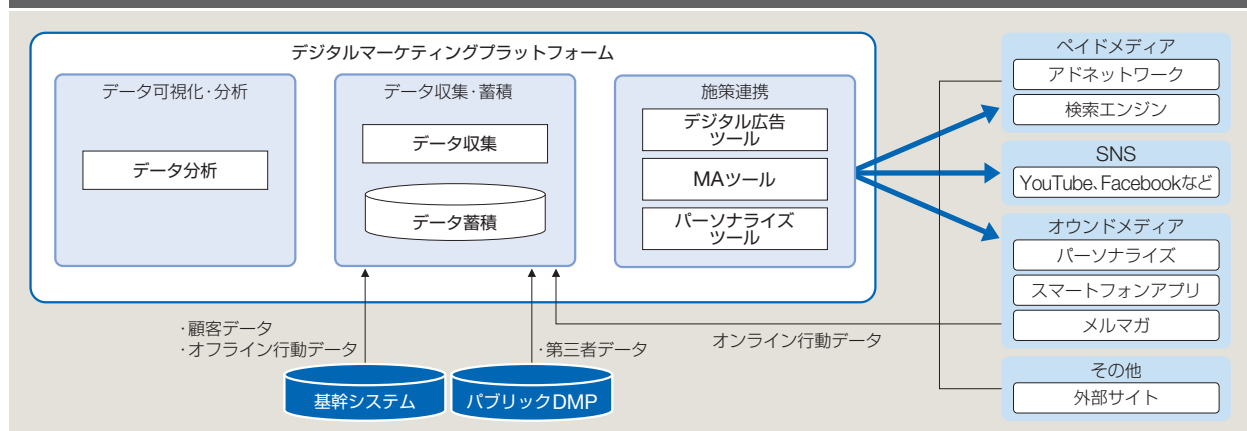 デジタルマーケティングプラットフォーム
データ可視化・分析
データ分析
データ収集・蓄積
データ収集
データ蓄積
施策連携
デジタル広告
ツール
MAツール
パーソナライズ
ツール
ペイドメディア
アドネットワーク
検索エンジン
SNS
YouTube、Facebookなど
オウンドメディア
パーソナライズ
スマートフォンアプリ
メルマガ
その他
外部サイト
・顧客データ
・オフライン行動データ
・第三者データ
オンライン行動データ
基幹システム
パブリックDMP